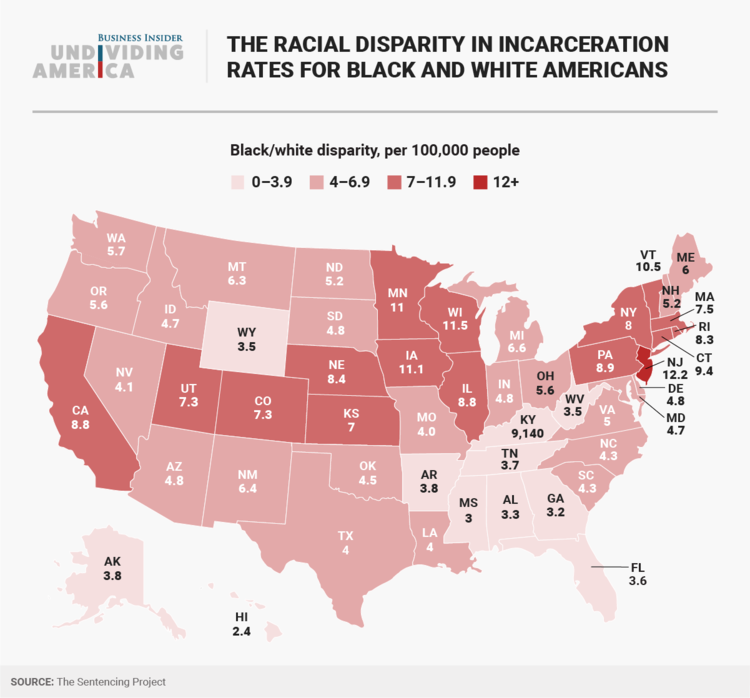 BUSINESS INSIDER
UNDIVIDING
AMERICA
THE RACIAL DISPARITY IN INCARCERATION
RATES FOR BLACK AND WHITE AMERICANS
Black/white disparity, per 100,000 people
0–3.9 4–6.9 7–11.9 12+
WA
5.7
OR
5.6
CA
8.8
NV
4.1
ID
4.7
MT
6.3
WY
3.5
UT
7.3
CO
7.3
AZ
4.8
NM
6.4
ND
5.2
SD
4.8
NE
8.4
KS
7
OK
4.5
TX
4
MN
11
IA
11.1
MO
4.0
AR
3.8
LA
4
WI
11.5
IL
8.8
MI
6.6
IN
4.8
OH
5.6
KY
9,140
TN
3.7
MS
3
AL
3.3
GA
3.2
FL
3.6
SC
4.3
NC
4.3
VA
5
WV
3.5
PA
8.9
NY
8
VT
10.5
NH
5.2
ME
6
MA
7.5
RI
8.3
CT
9.4
NJ
12.2
DE
4.8
MD
4.7
AK
3.8
HI
2.4
SOURCE: The Sentencing Project